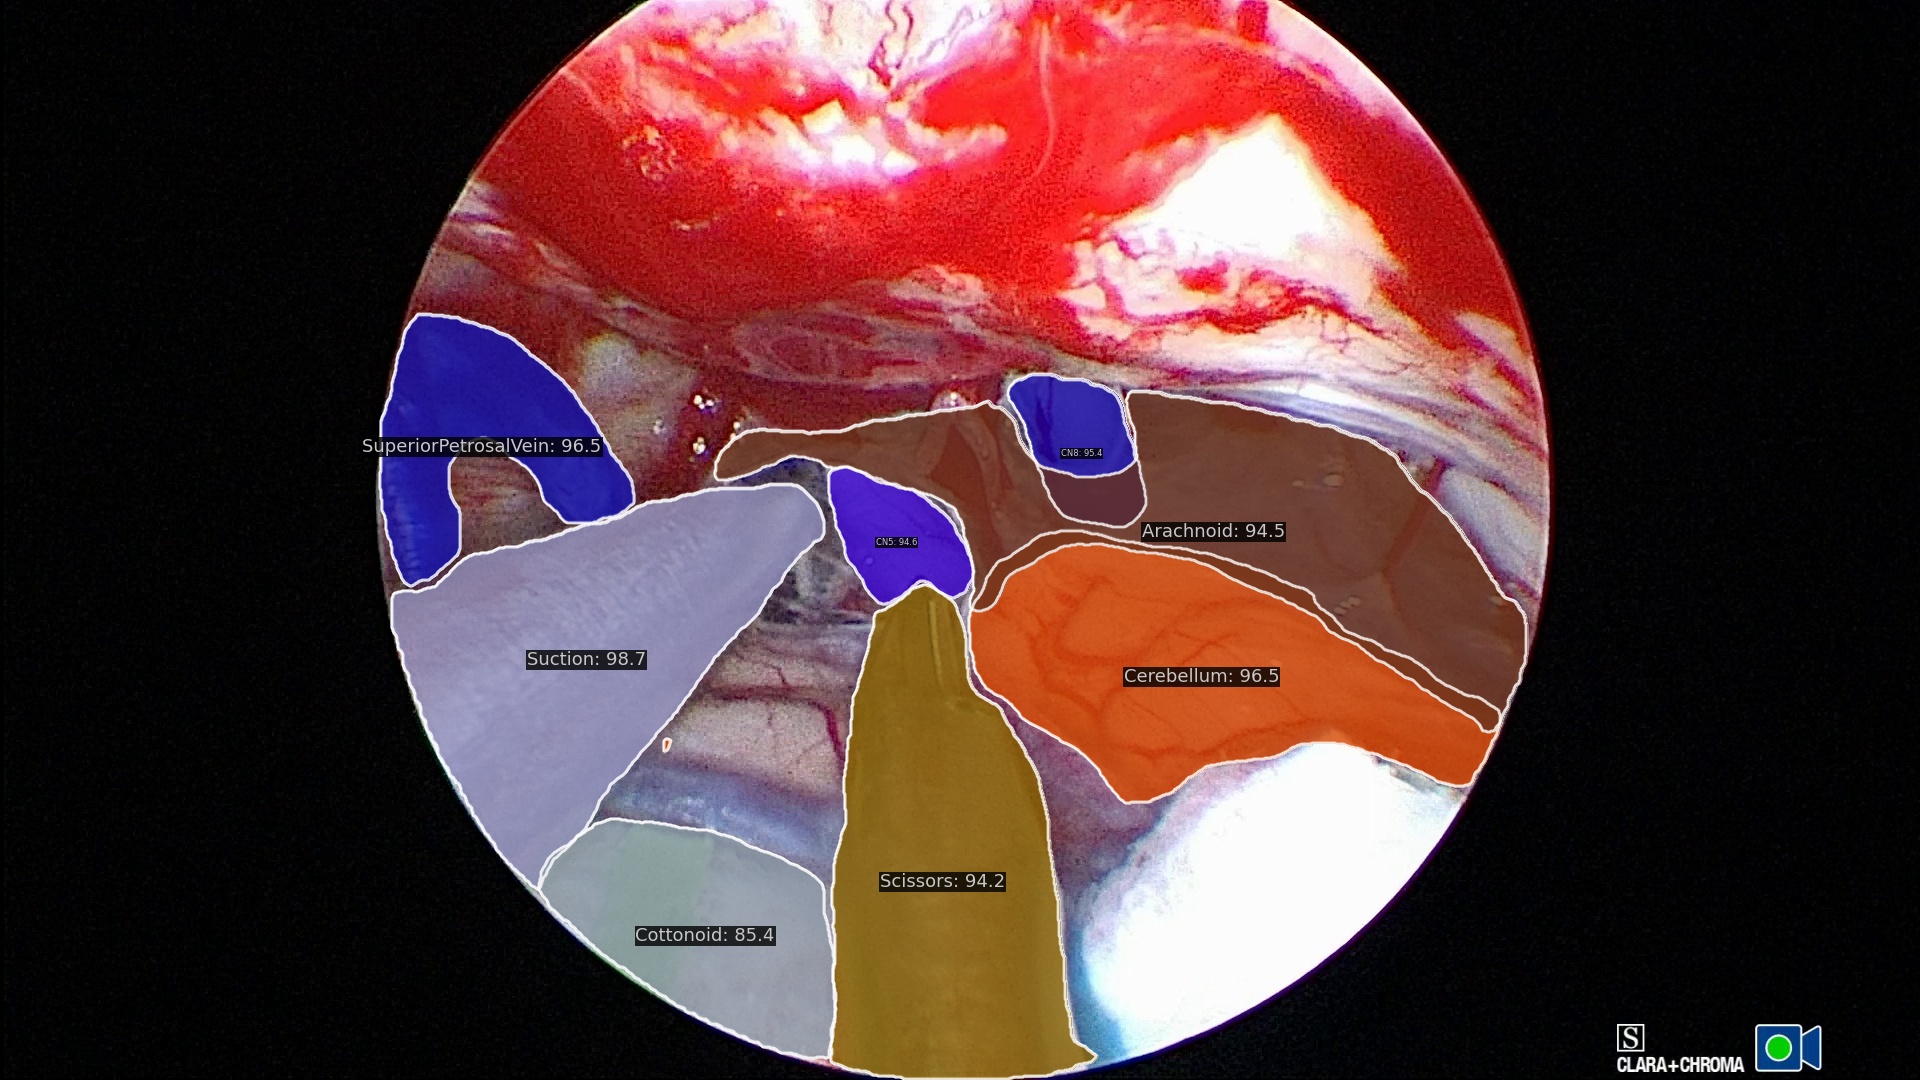 SuperiorPetrosalVein: 96.5
CN8: 95.4
Arachnoid: 94.5
CN5: 94.6
Suction: 98.7
Cerebellum: 96.5
Scissors: 94.2
Cottonoid: 85.4
S
CLARA+CHROMA